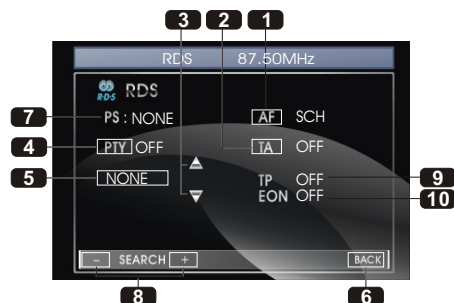 3 2 1
RDS 87.50MHz
RDS RDS
7 PS : NONE AF SCH
4 PTY OFF TA OFF
5 NONE TP OFF 9
EON OFF 10
− SEARCH + BACK
8 6